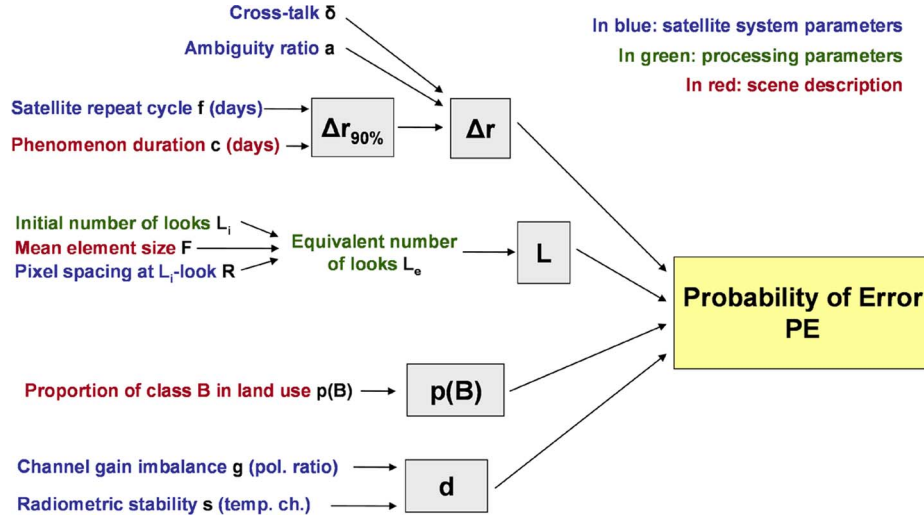 Cross-talk δ
Ambiguity ratio a
In blue: satellite system parameters
In green: processing parameters
In red: scene description
Satellite repeat cycle f (days)
Phenomenon duration c (days)
Δr90%
Δr
Initial number of looks Li
Mean element size F
Pixel spacing at Li-look R
Equivalent number
of looks Le
L
Probability of Error
PE
Proportion of class B in land use p(B)
p(B)
Channel gain imbalance g (pol. ratio)
Radiometric stability s (temp. ch.)
d